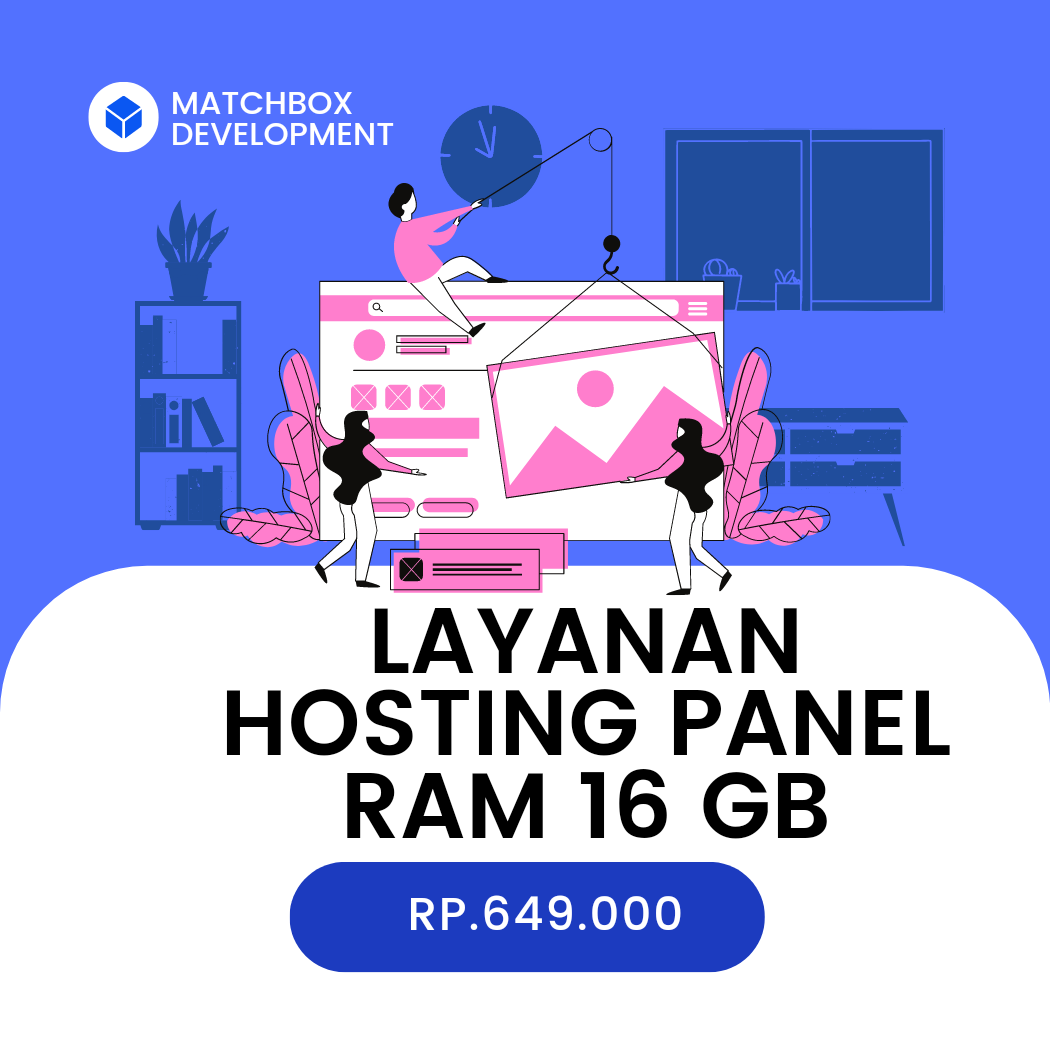 MATCHBOX
DEVELOPMENT
LAYANAN
HOSTING PANEL
RAM 16 GB
RP.649.000